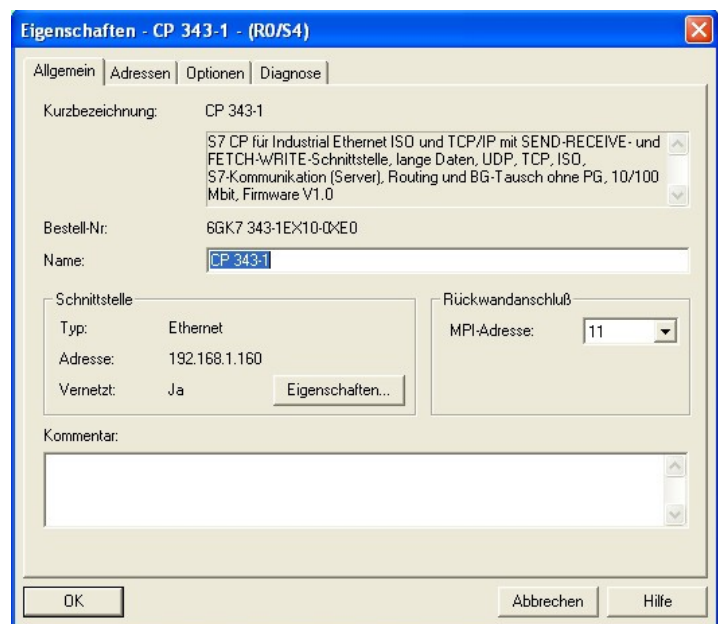 Eigenschaften - CP 343-1 - (R0/S4)
Allgemein Adressen Optionen Diagnose
Kurzbezeichnung: CP 343-1
S7 CP für Industrial Ethernet ISO und TCP/IP mit SEND-RECEIVE- und
FETCH-WRITE-Schnittstelle, lange Daten, UDP, TCP, ISO,
S7-Kommunikation (Server), Routing und BG-Tausch ohne PG, 10/100
Mbit, Firmware V1.0
Bestell-Nr: 6GK7 343-1EX10-0XE0
Name: CP 343-1
Schnittstelle
Typ: Ethernet
Adresse: 192.168.1.160
Vernetzt: Ja Eigenschaften...
Rückwandanschluß
MPI-Adresse: 11
Kommentar:
OK Abbrechen Hilfe